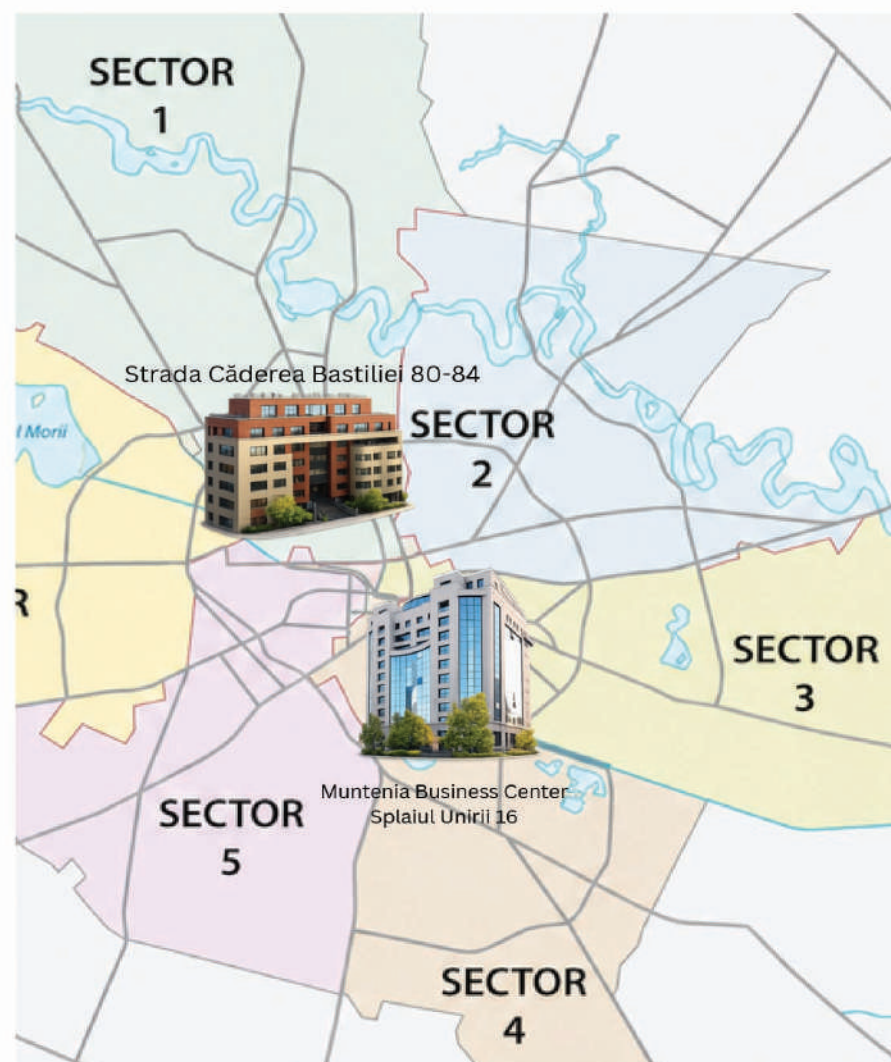 SECTOR
1
Strada Căderea Bastiliei 80-84
l Morii
SECTOR
2
R
SECTOR
3
Muntenia Business Center
Splaiul Unirii 16
SECTOR
5
SECTOR
4